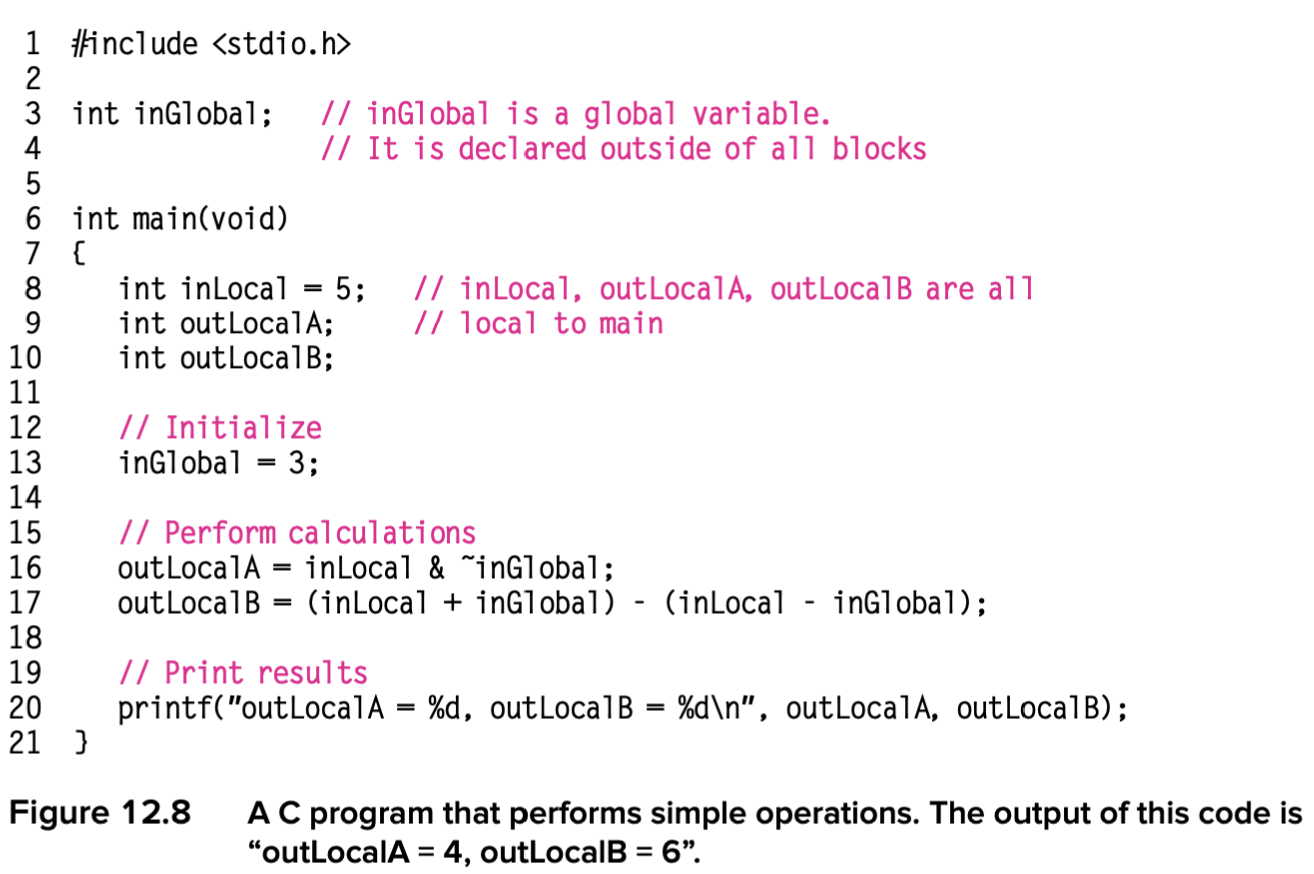 1 #include <stdio.h>
2
3 int inGlobal; // inGlobal is a global variable.
4 // It is declared outside of all blocks
5
6 int main(void)
7 {
8 int inLocal = 5; // inLocal, outLocalA, outLocalB are all
9 int outLocalA; // local to main
10 int outLocalB;
11
12 // Initialize
13 inGlobal = 3;
14
15 // Perform calculations
16 outLocalA = inLocal & ~inGlobal;
17 outLocalB = (inLocal + inGlobal) - (inLocal - inGlobal);
18
19 // Print results
20 printf("outLocalA = %d, outLocalB = %d\n", outLocalA, outLocalB);
21 }
Figure 12.8 A C program that performs simple operations. The output of this code is
“outLocalA = 4, outLocalB = 6”.